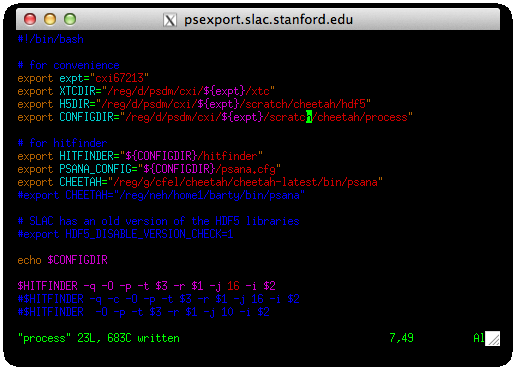 psexport.slac.stanford.edu
#!/bin/bash
# for convenience
export expt="cxi67213"
export XTCDIR="/reg/d/psdm/cxi/${expt}/xtc"
export H5DIR="/reg/d/psdm/cxi/${expt}/scratch/cheetah/hdf5"
export CONFIGDIR="/reg/d/psdm/cxi/${expt}/scratch/cheetah/process"
# for hitfinder
export HITFINDER="${CONFIGDIR}/hitfinder"
export PSANA_CONFIG="${CONFIGDIR}/psana.cfg"
export CHEETAH="/reg/g/cfel/cheetah/cheetah-latest/bin/psana"
#export CHEETAH="/reg/neh/home1/barty/bin/psana"
# SLAC has an old version of the HDF5 libraries
#export HDF5_DISABLE_VERSION_CHECK=1
echo $CONFIGDIR
$HITFINDER -q -O -p -t $3 -r $1 -j 16 -i $2
#$HITFINDER -q -c -O -p -t $3 -r $1 -j 16 -i $2
#$HITFINDER  -O -p -t $3 -r $1 -j 10 -i $2
"process" 23L, 683C written 7,49 Al